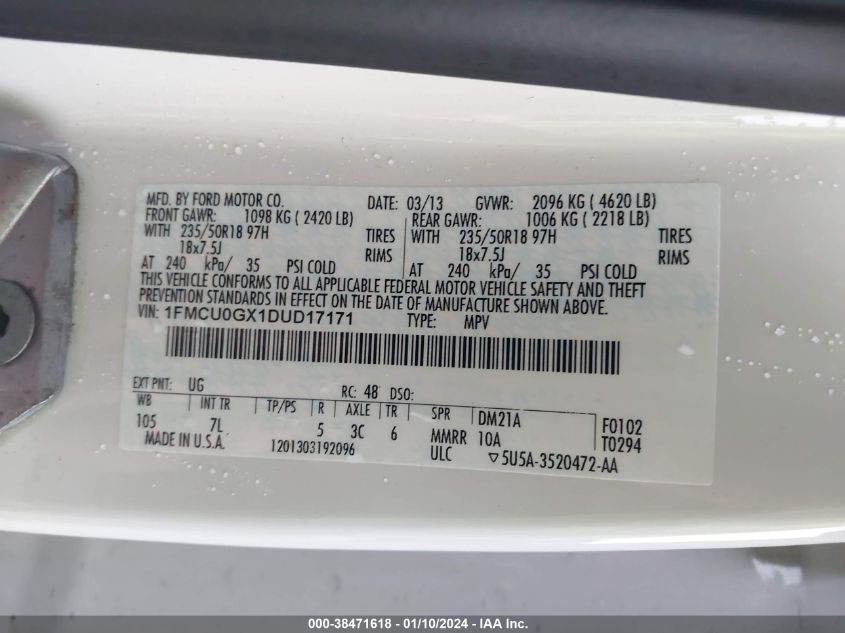 MFD. BY FORD MOTOR CO. DATE: 03/13 GVWR: 2096 KG ( 4620 LB)
FRONT GAWR: 1098 KG ( 2420 LB) REAR GAWR: 1006 KG ( 2218 LB)
WITH 235/50R18 97H TIRES WITH 235/50R18 97H TIRES
18x7.5J RIMS 18x7.5J RIMS
AT 240 kPa/ 35 PSI COLD AT 240 kPa/ 35 PSI COLD
THIS VEHICLE CONFORMS TO ALL APPLICABLE FEDERAL MOTOR VEHICLE SAFETY AND THEFT
PREVENTION STANDARDS IN EFFECT ON THE DATE OF MANUFACTURE SHOWN ABOVE.
VIN: 1FMCU0GX1DUD17171 TYPE: MPV
EXT PNT: UG RC: 48 DSO:
WB INT TR TP/PS R AXLE TR SPR DM21A F0102
105 7L 5 3C 6 MMRR 10A T0294
MADE IN U.S.A. 1201303192096 ULC ▽5U5A-3520472-AA
000-38471618 - 01/10/2024 - IAA Inc.